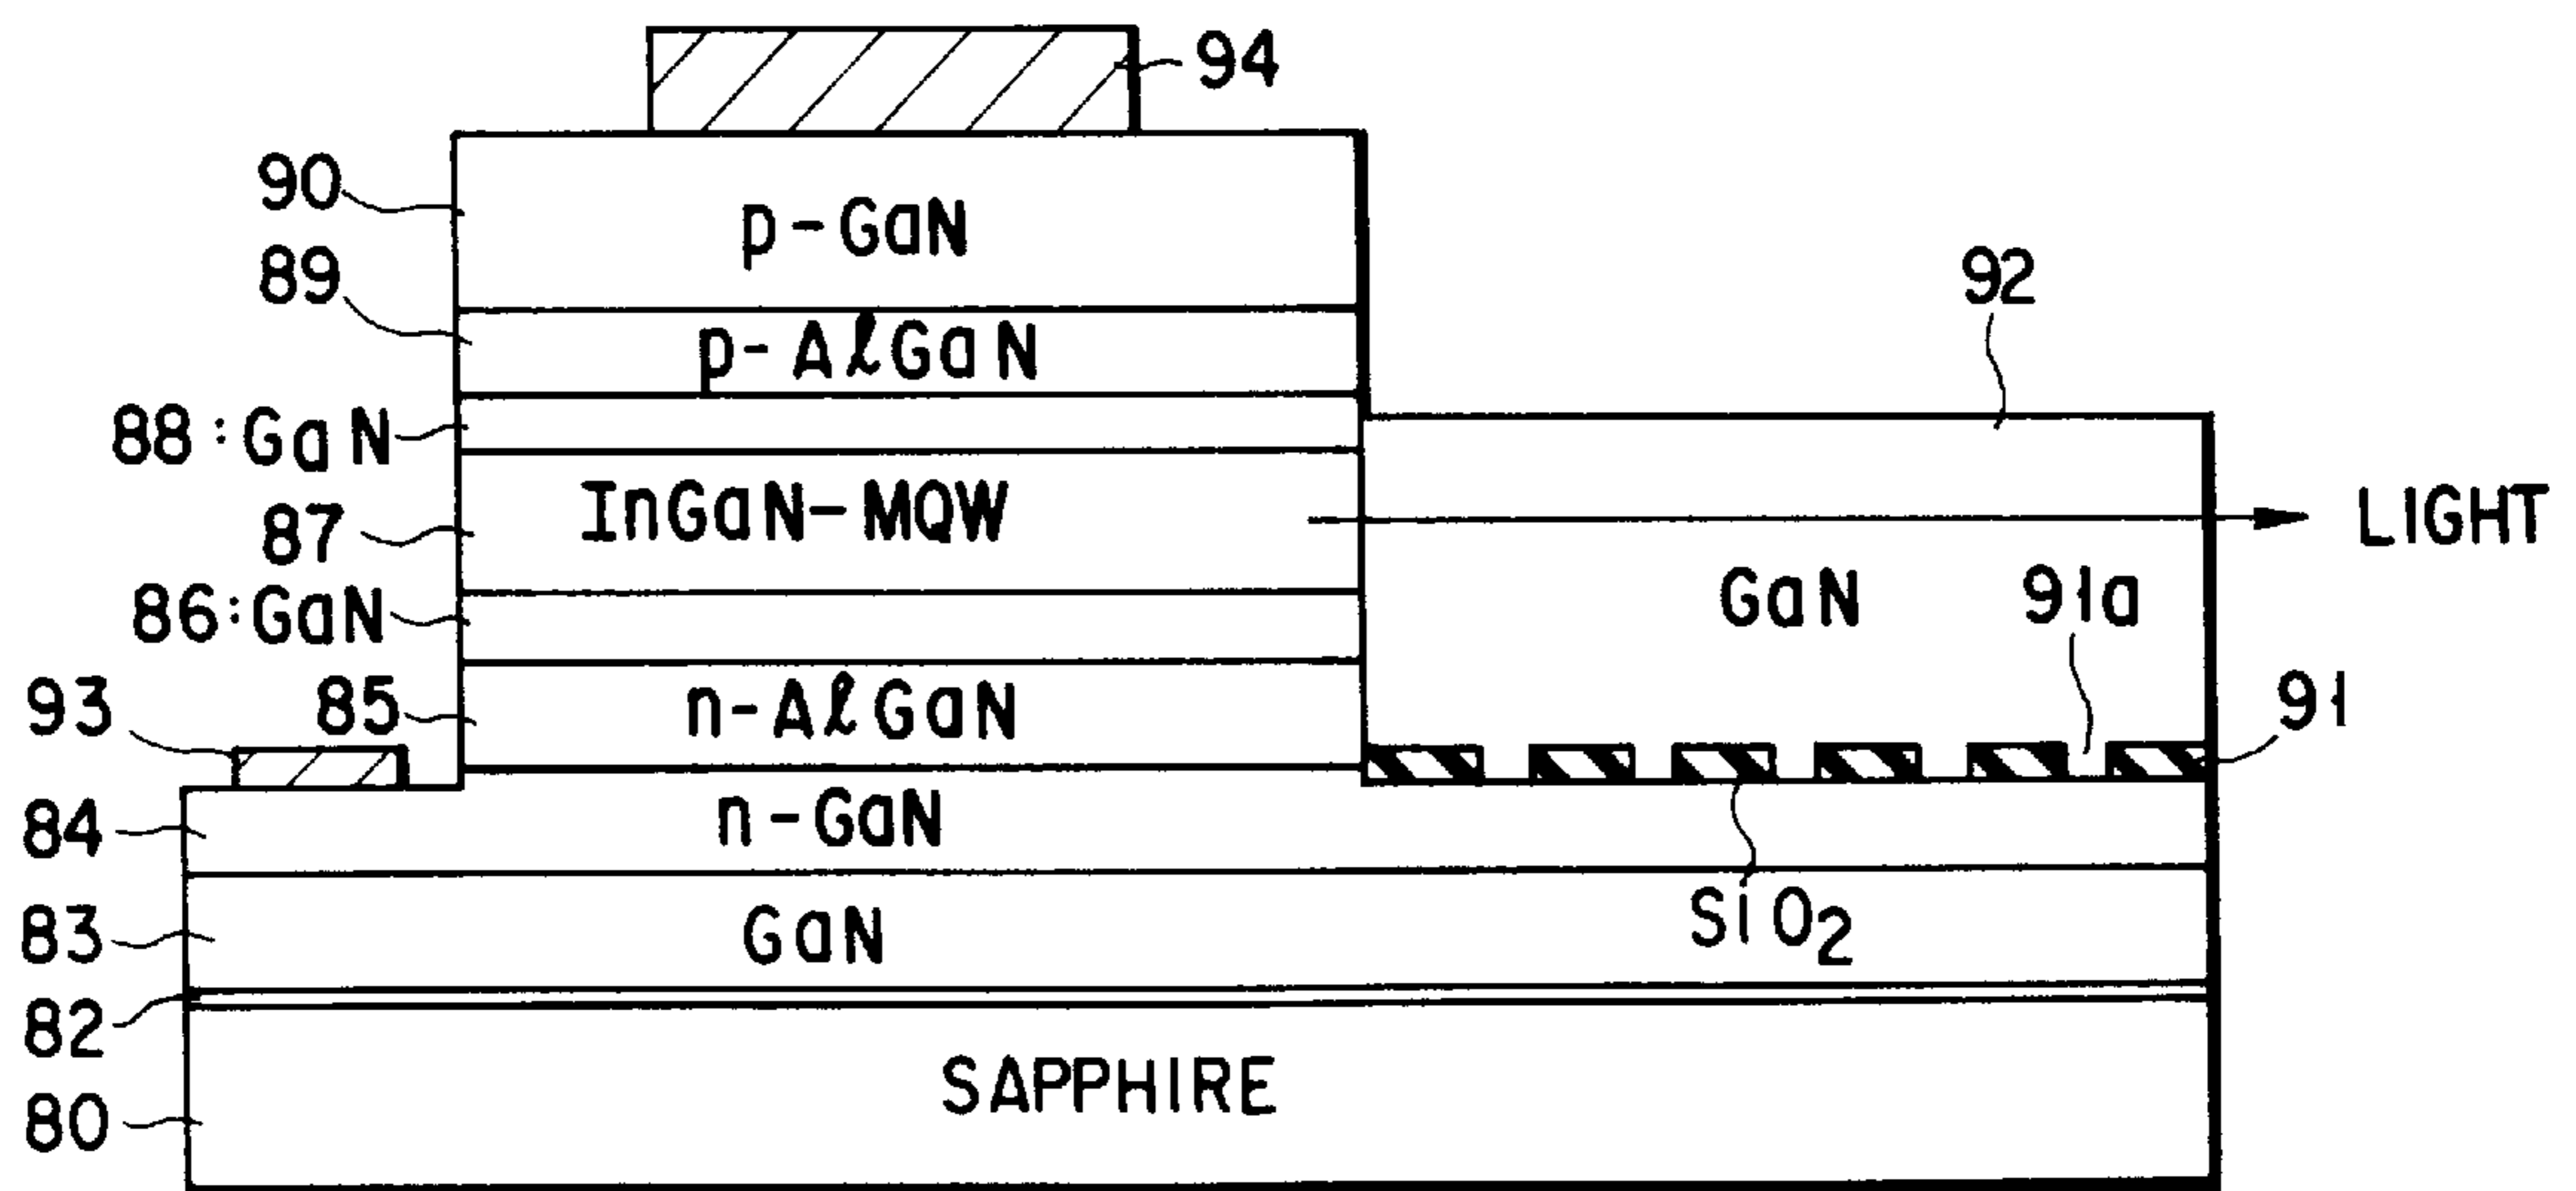 94
90
p-GaN
89
92
p-AlGaN
88:GaN
InGaN-MQW
87
LIGHT
GaN
91a
86:GaN
93
85
n-AlGaN
91
84
n-GaN
83
GaN
SiO2
82
SAPPHIRE
80